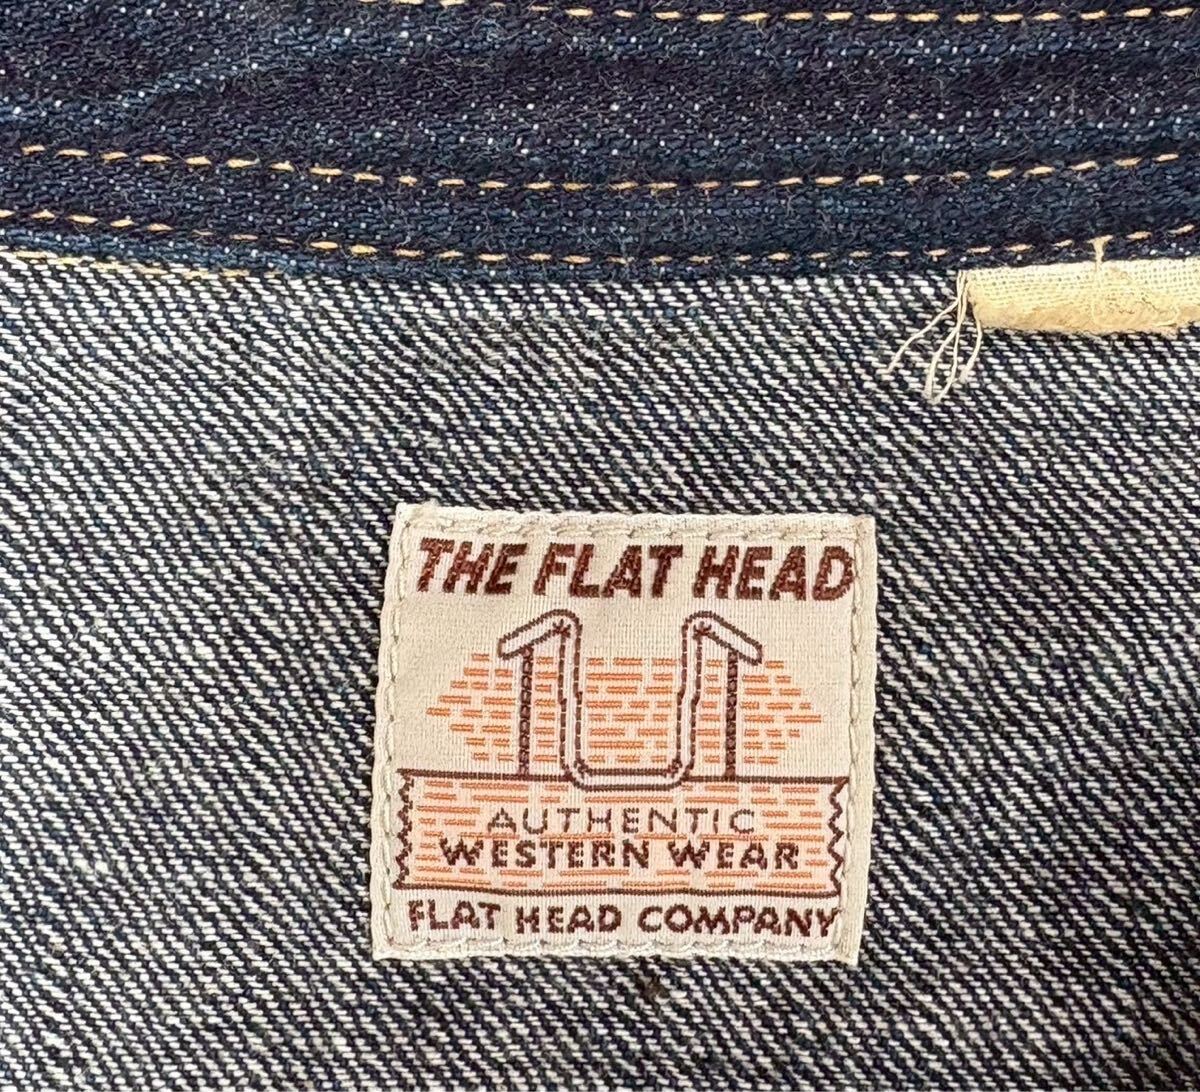 THE FLAT HEAD
AUTHENTIC
WESTERN WEAR
FLAT HEAD COMPANY